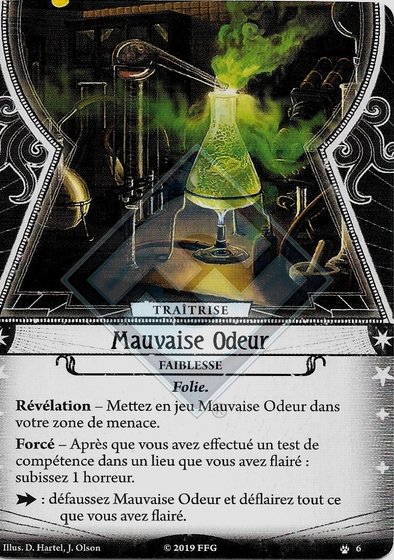 TRAÎTRISE
Mauvaise Odeur
FAIBLESSE
Folie.
Révélation – Mettez en jeu Mauvaise Odeur dans
votre zone de menace.
Forcé – Après que vous avez effectué un test de
compétence dans un lieu que vous avez flairé :
subissez 1 horreur.
: défaussez Mauvaise Odeur et déflairez tout ce
que vous avez flairé.
Illus. D. Hartel, J. Olson © 2019 FFG 6